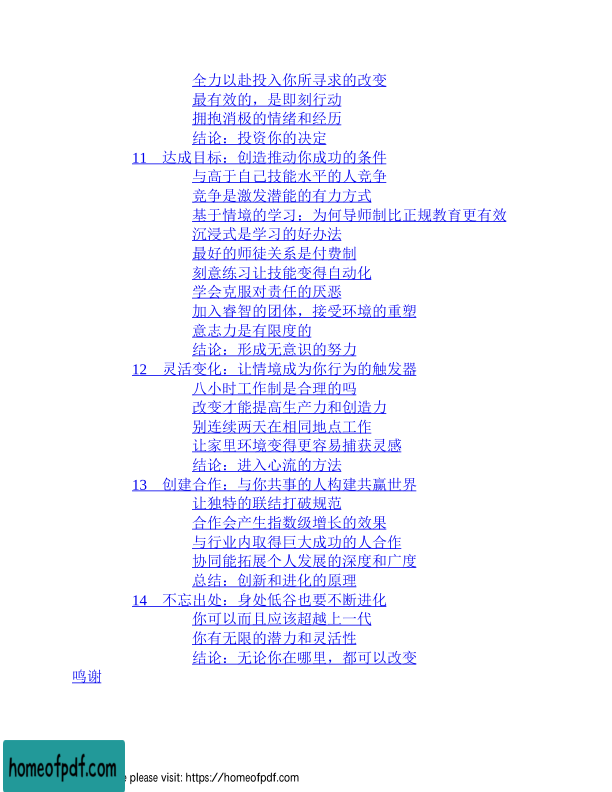 全力以赴投入你所寻求的改变
最有效的，是即刻行动
拥抱消极的情绪和经历
结论：投资你的决定
11 达成目标：创造推动你成功的条件
与高于自己技能水平的人竞争
竞争是激发潜能的有力方式
基于情境的学习：为何导师制比正规教育更有效
沉浸式是学习的好办法
最好的师徒关系是付费制
刻意练习让技能变得自动化
学会克服对责任的厌恶
加入睿智的团体，接受环境的重塑
意志力是有限度的
结论：形成无意识的努力
12 灵活变化：让情境成为你行为的触发器
八小时工作制是合理的吗
改变才能提高生产力和创造力
别连续两天在相同地点工作
让家里环境变得更容易捕获灵感
结论：进入心流的方法
13 创建合作：与你共事的人构建共赢世界
让独特的联结打破规范
合作会产生指数级增长的效果
与行业内取得巨大成功的人合作
协同能拓展个人发展的深度和广度
总结：创新和进化的原理
14 不忘出处：身处低谷也要不断进化
你可以而且应该超越上一代
你有无限的潜力和灵活性
结论：无论你在哪里，都可以改变
鸣谢
homeofpdf.com
please visit: https://homeofpdf.com